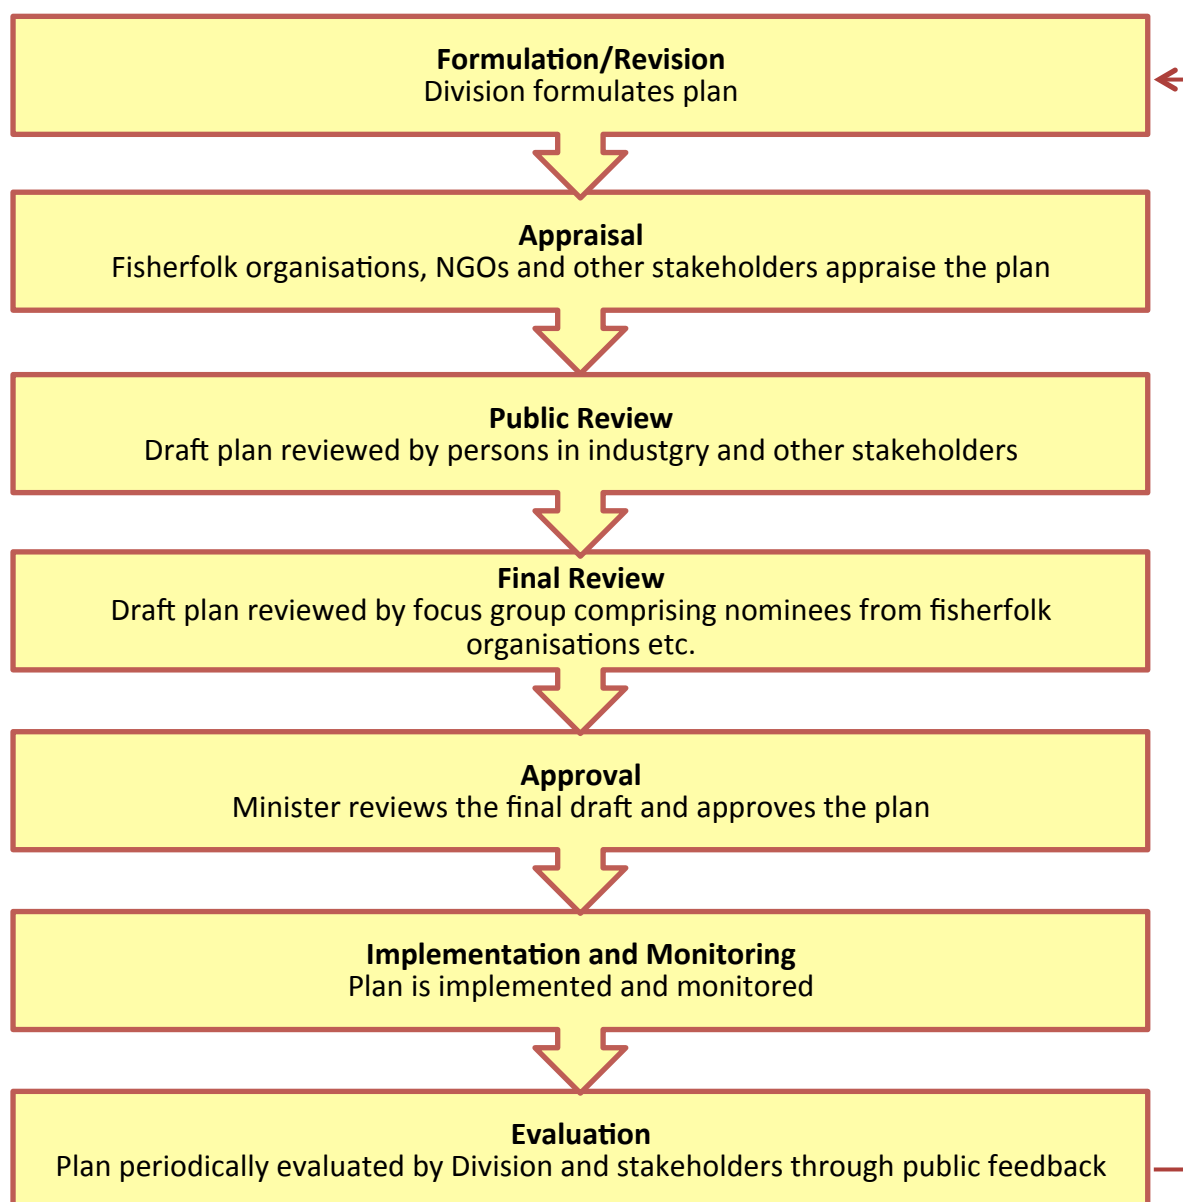 Formulation/Revision
Division formulates plan
Appraisal
Fisherfolk organisations, NGOs and other stakeholders appraise the plan
Public Review
Draft plan reviewed by persons in industgry and other stakeholders
Final Review
Draft plan reviewed by focus group comprising nominees from fisherfolk
organisations etc.
Approval
Minister reviews the final draft and approves the plan
Implementation and Monitoring
Plan is implemented and monitored
Evaluation
Plan periodically evaluated by Division and stakeholders through public feedback